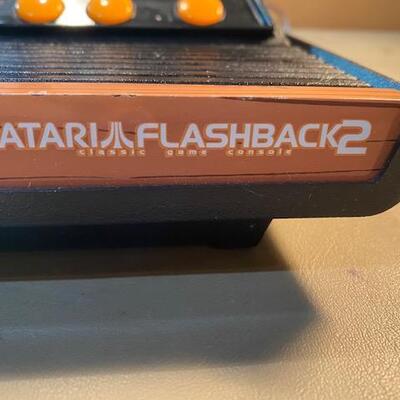 ATARI FLASHBACK2
classic game console